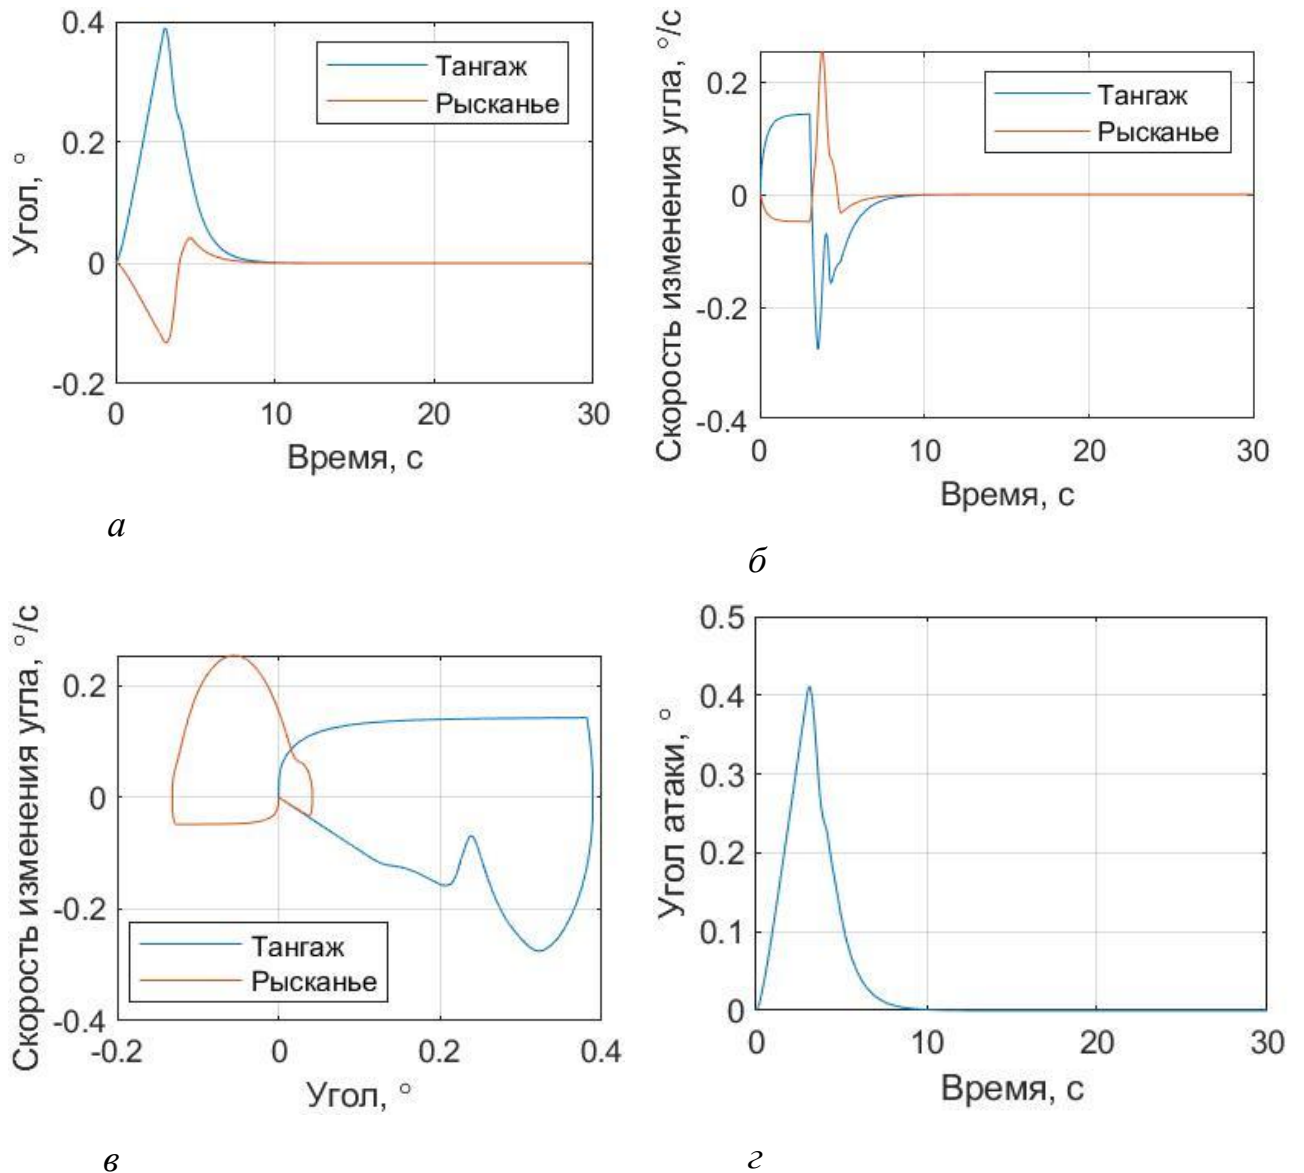 Угол, °
0.4
0.2
0
-0.2
0
10
20
30
Время, с
Тангаж
Рысканье
а
Скорость изменения угла, °/с
0.2
0
-0.2
-0.4
0
10
20
30
Время, с
Тангаж
Рысканье
б
Скорость изменения угла, °/с
0.2
0
-0.2
-0.4
-0.2
0
0.2
0.4
Угол, °
Тангаж
Рысканье
в
Угол атаки, °
0.5
0.4
0.3
0.2
0.1
0
0
10
20
30
Время, с
г